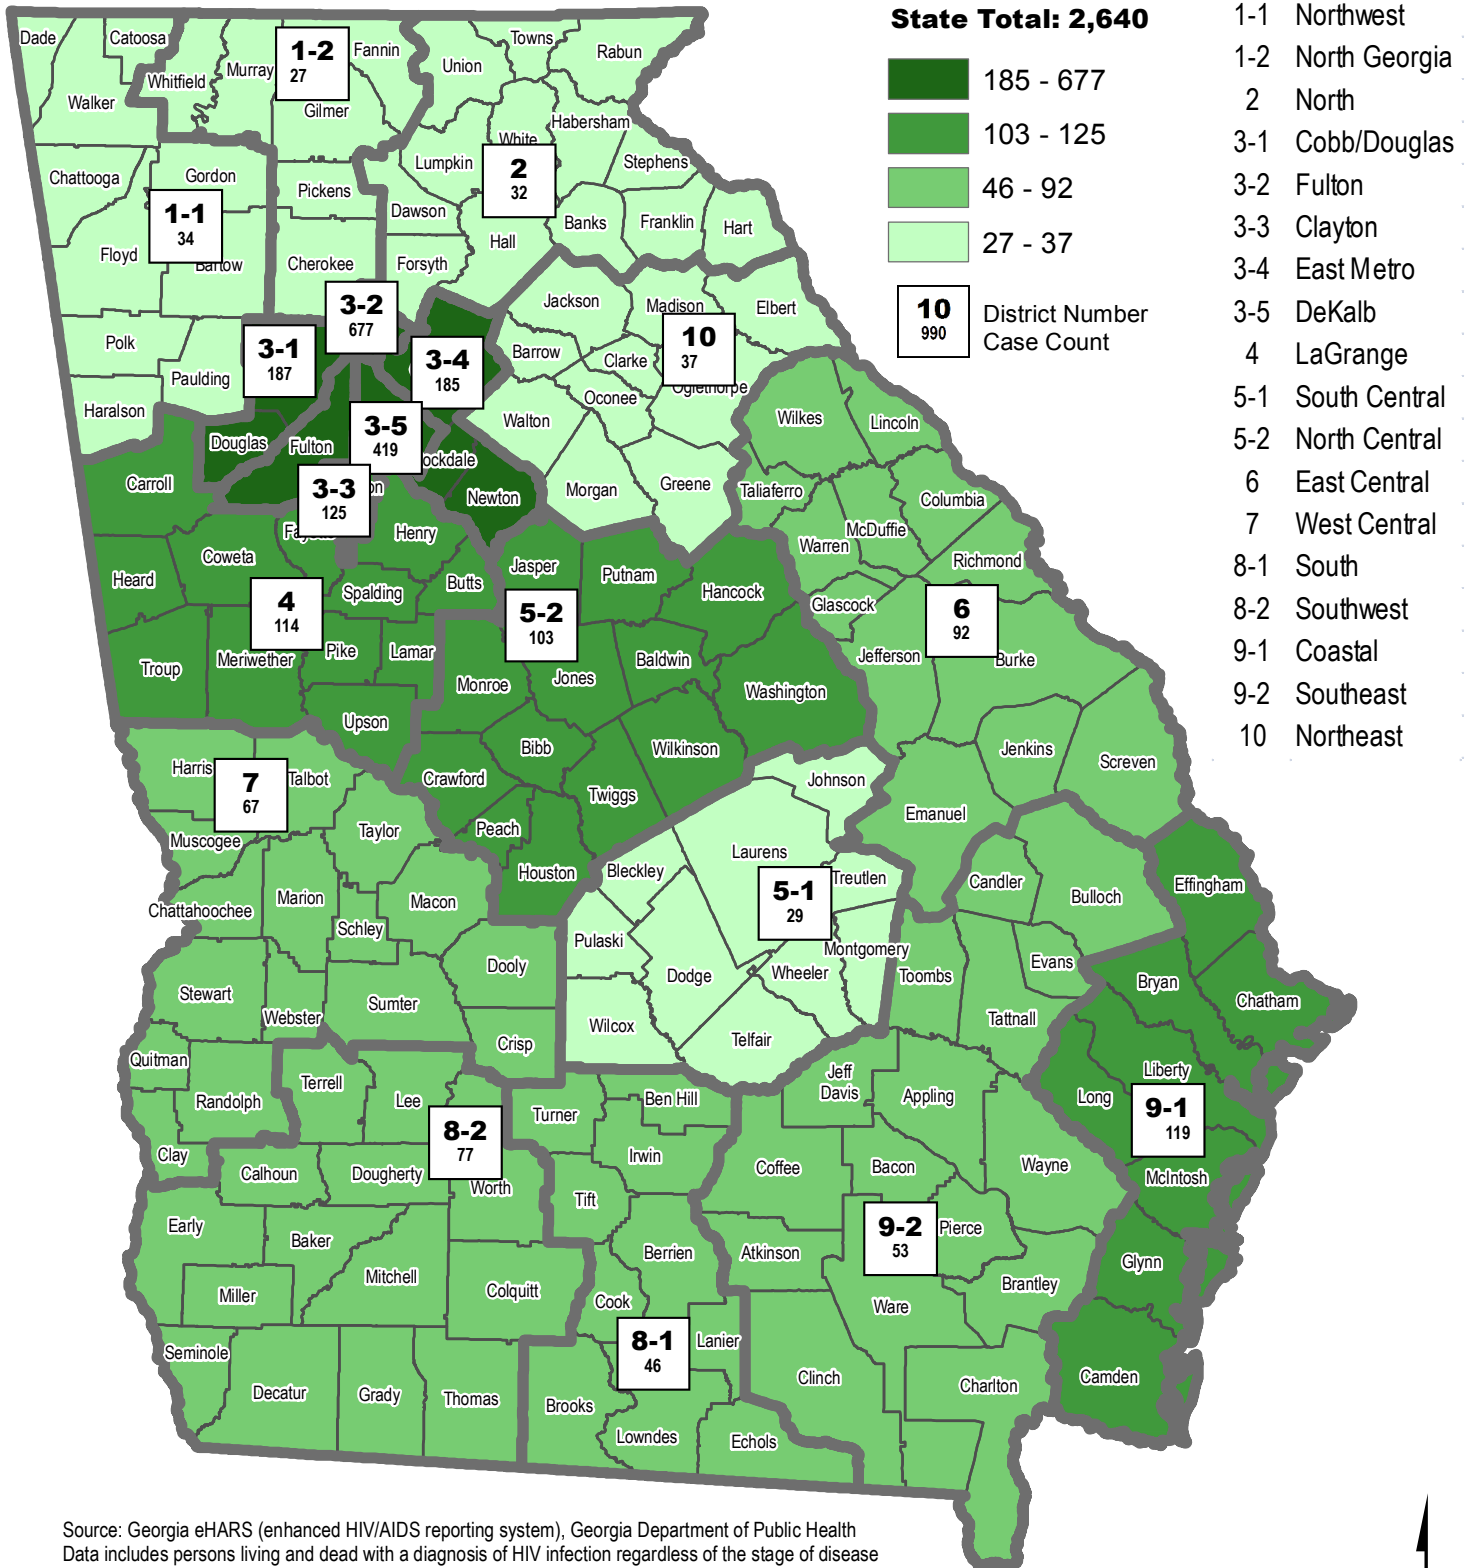 State Total: 2,640
185 - 677
103 - 125
46 - 92
27 - 37
10
990
District Number
Case Count
1-1 Northwest
1-2 North Georgia
2 North
3-1 Cobb/Douglas
3-2 Fulton
3-3 Clayton
3-4 East Metro
3-5 DeKalb
4 LaGrange
5-1 South Central
5-2 North Central
6 East Central
7 West Central
8-1 South
8-2 Southwest
9-1 Coastal
9-2 Southeast
10 Northeast
Dade
Catoosa
Whitfield
Murray
1-2
27
Fannin
Union
Towns
Rabun
Walker
Gilmer
White
Habersham
Lumpkin
2
32
Stephens
Chattooga
Gordon
Pickens
Dawson
Banks
Franklin
Hart
1-1
34
Floyd
Bartow
Cherokee
Forsyth
Hall
3-2
677
Jackson
Madison
Elbert
Polk
3-1
187
3-4
185
Barrow
Clarke
10
37
Oglethorpe
Paulding
Oconee
Haralson
3-5
419
Walton
Wilkes
Lincoln
Douglas
Fulton
ockdale
Carroll
3-3
125
on
Newton
Morgan
Greene
Taliaferro
Columbia
Fayette
Henry
McDuffie
Warren
Coweta
Richmond
Heard
Spalding
Butts
Jasper
Putnam
Hancock
Glascock
4
114
5-2
103
6
92
Troup
Meriwether
Pike
Lamar
Monroe
Jones
Baldwin
Washington
Jefferson
Burke
Upson
Bibb
Wilkinson
Jenkins
Screven
Harris
7
67
Talbot
Crawford
Twiggs
Johnson
Emanuel
Muscogee
Taylor
Peach
Houston
Bleckley
Laurens
Treutlen
Candler
Bulloch
Effingham
Chattahoochee
Marion
Macon
Schley
5-1
29
Pulaski
Dodge
Wheeler
Montgomery
Toombs
Evans
Bryan
Chatham
Dooly
Stewart
Webster
Sumter
Wilcox
Telfair
Tattnall
Crisp
Quitman
Randolph
Terrell
Lee
Turner
Ben Hill
Jeff
Davis
Appling
Liberty
Long
9-1
119
8-2
77
Clay
Calhoun
Dougherty
Worth
Irwin
Tift
Coffee
Bacon
Wayne
McIntosh
Early
Baker
Mitchell
Colquitt
Berrien
Atkinson
9-2
53
Pierce
Brantley
Glynn
Miller
Cook
Ware
Seminole
8-1
46
Lanier
Clinch
Charlton
Camden
Decatur
Grady
Thomas
Brooks
Lowndes
Echols
Source: Georgia eHARS (enhanced HIV/AIDS reporting system), Georgia Department of Public Health
Data includes persons living and dead with a diagnosis of HIV infection regardless of the stage of disease